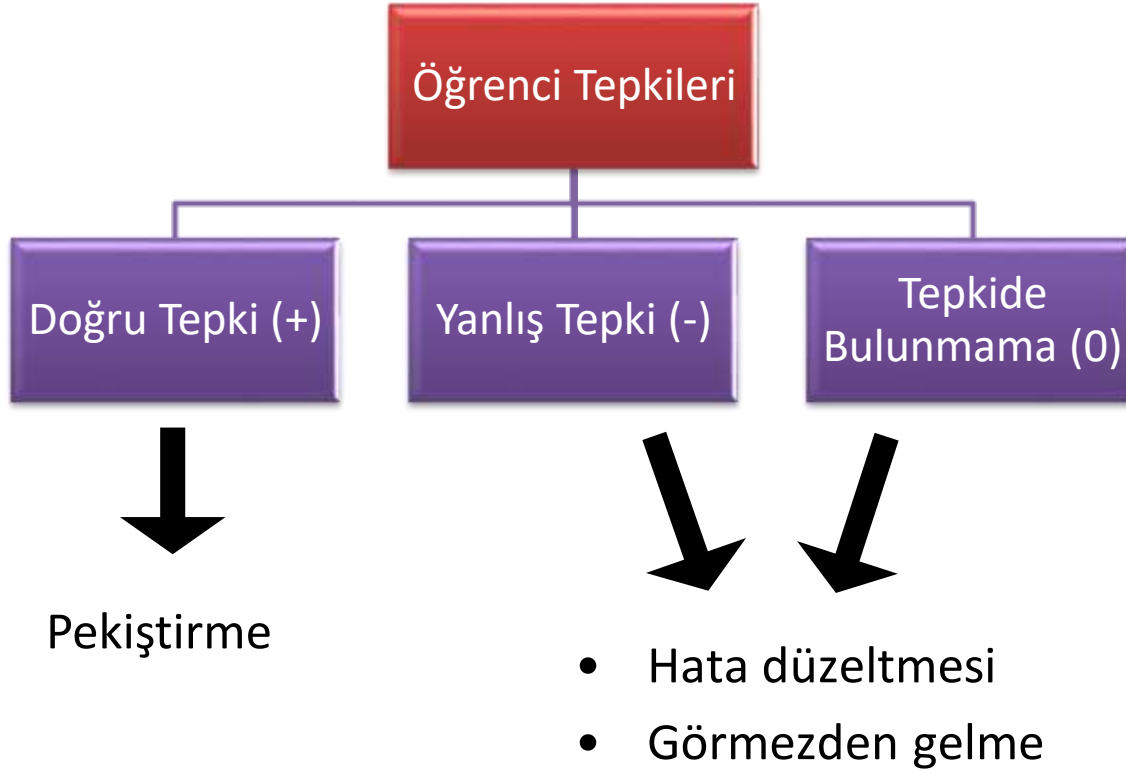 Öğrenci Tepkileri
Doğru Tepki (+)
Yanlış Tepki (-)
Tepkide
Bulunmama (0)
Pekiştirme
• Hata düzeltmesi
• Görmezden gelme